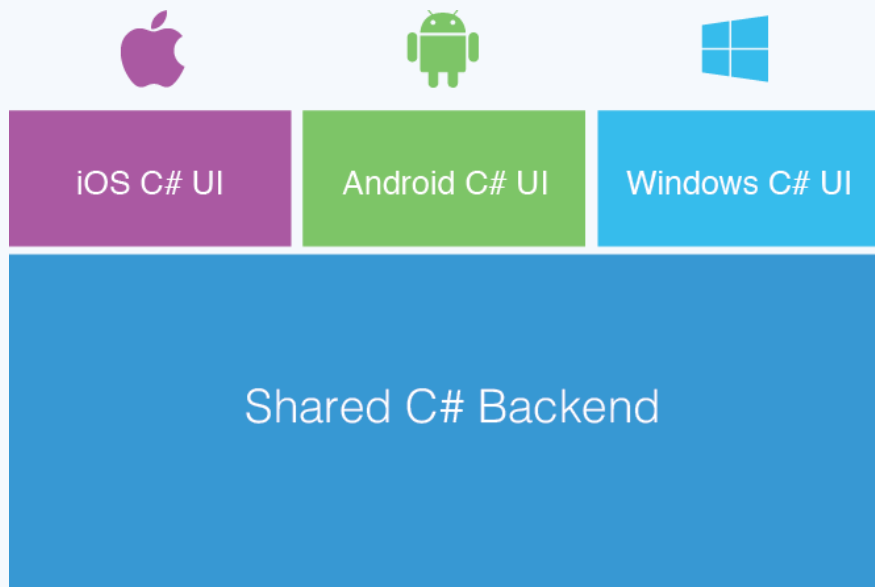 iOS C# UI
Android C# UI
Windows C# UI
Shared C# Backend